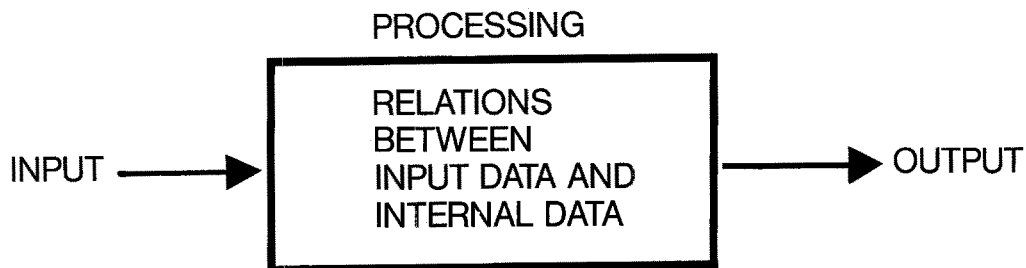 PROCESSING
RELATIONS
BETWEEN
INPUT DATA AND
INTERNAL DATA
INPUT
OUTPUT